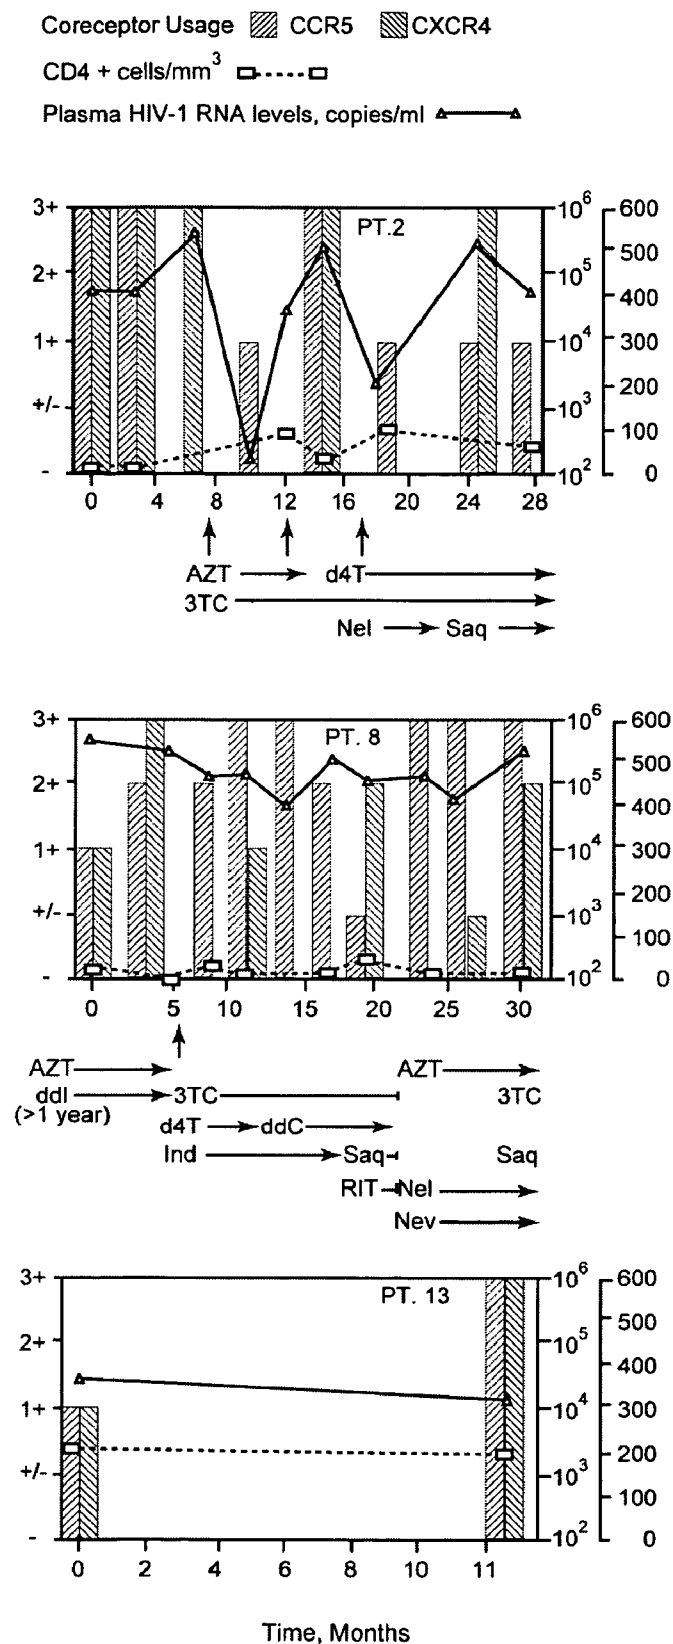 Coreceptor Usage CCR5 CXCR4
CD4 + cells/mm3
Plasma HIV-1 RNA levels, copies/ml
PT.2
3+ 10^6 600
500
2+ 10^5 400
1+ 10^4 300
200
+/- 10^3 100
- 10^2 0
0 4 8 12 16 20 24 28
AZT d4T
3TC
Nel Saq
PT. 8
3+ 10^6 600
500
2+ 10^5 400
1+ 10^4 300
200
+/- 10^3 100
- 10^2 0
0 5 10 15 20 25 30
AZT AZT
ddI 3TC 3TC
(>1 year)
d4T ddC
Ind Saq Saq
RIT Nel
Nev
3+ 10^6 600
PT. 13
500
2+ 10^5 400
1+ 10^4 300
200
+/- 10^3 100
- 10^2 0
0 2 4 6 8 10 11
Time, Months